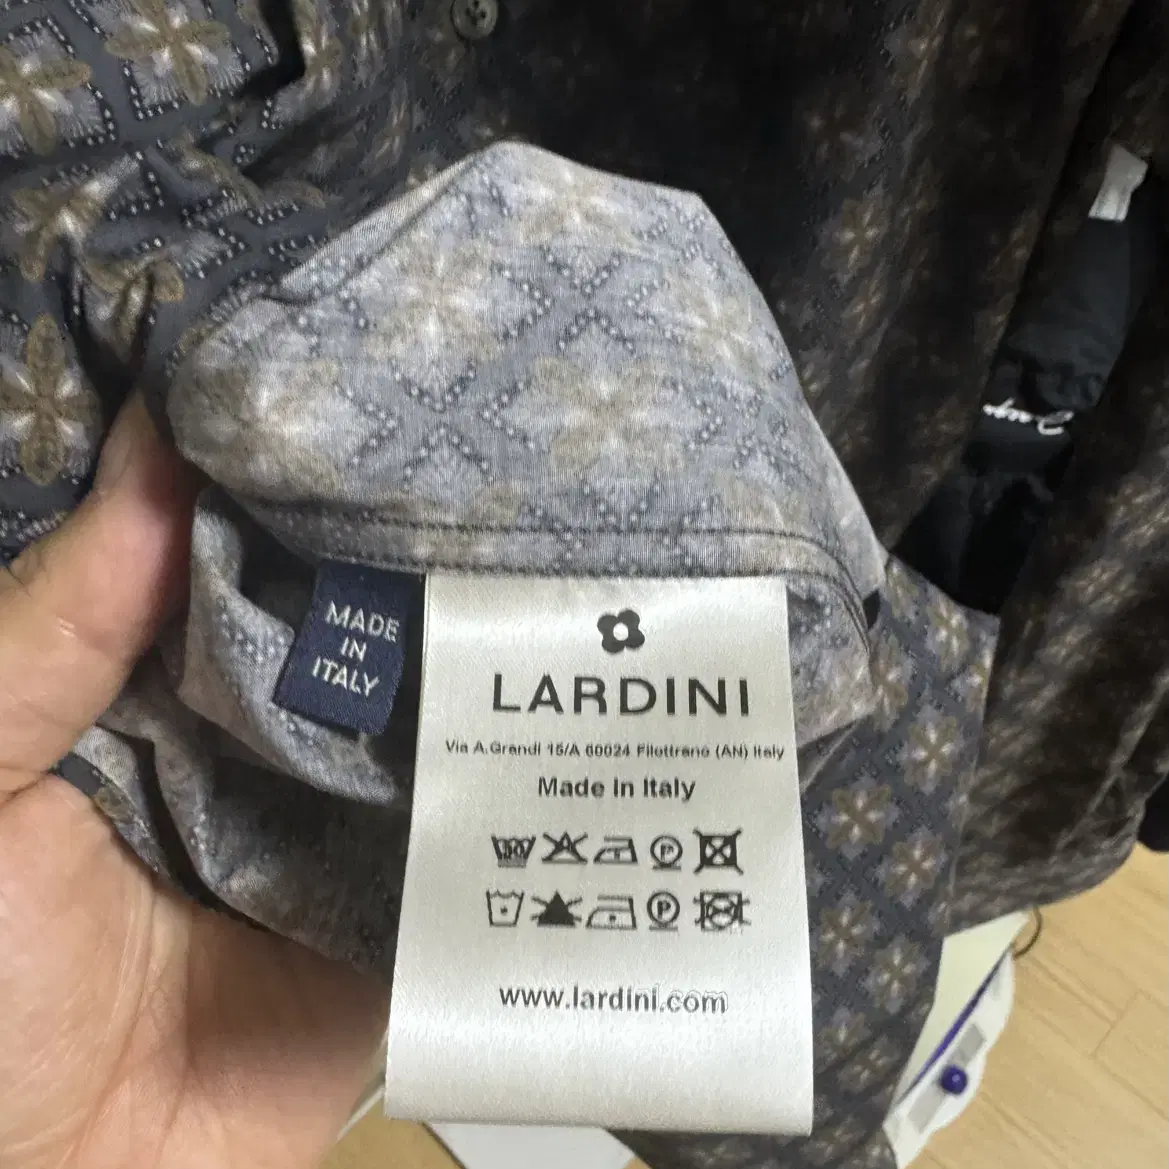 MADE
IN
ITALY
LARDINI
Via A.Grandi 15/A 60024 Filottrano (AN) Italy
Made in Italy
P
P
www.lardini.com